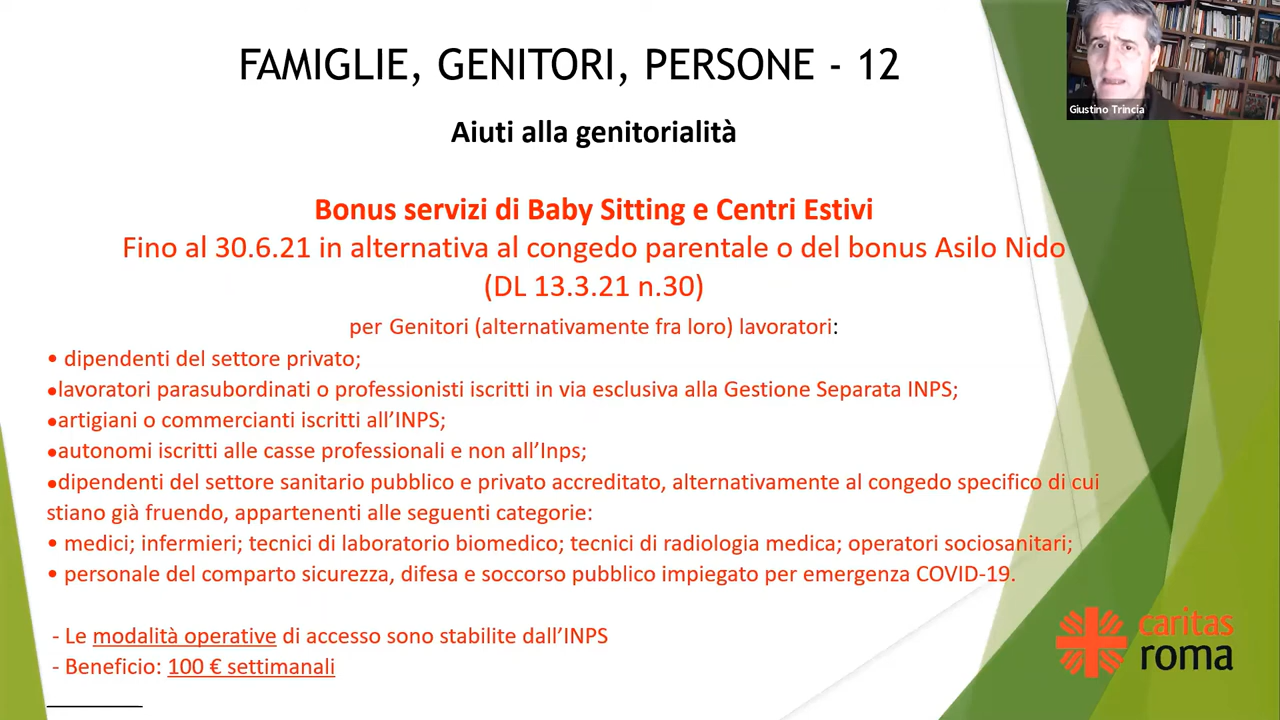 FAMIGLIE, GENITORI, PERSONE - 12
Giustino Trincia
Aiuti alla genitorialità
Bonus servizi di Baby Sitting e Centri Estivi
Fino al 30.6.21 in alternativa al congedo parentale o del bonus Asilo Nido
(DL 13.3.21 n.30)
per Genitori (alternativamente fra loro) lavoratori:
• dipendenti del settore privato;
•lavoratori parasubordinati o professionisti iscritti in via esclusiva alla Gestione Separata INPS;
•artigiani o commercianti iscritti all’INPS;
•autonomi iscritti alle casse professionali e non all’Inps;
•dipendenti del settore sanitario pubblico e privato accreditato, alternativamente al congedo specifico di cui
stiano già fruendo, appartenenti alle seguenti categorie:
• medici; infermieri; tecnici di laboratorio biomedico; tecnici di radiologia medica; operatori sociosanitari;
• personale del comparto sicurezza, difesa e soccorso pubblico impiegato per emergenza COVID-19.
- Le modalità operative di accesso sono stabilite dall’INPS
- Beneficio: 100 € settimanali
caritas
roma